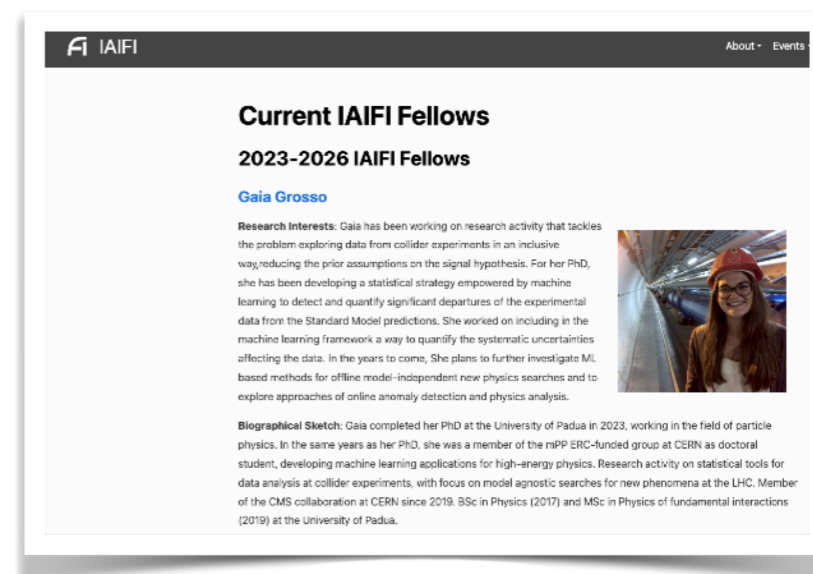 IAIFI
About Events
Current IAIFI Fellows
2023-2026 IAIFI Fellows
Gaia Grosso
Research Interests: Gaia has been working on research activity that tackles
the problem exploring data from collider experiments in an inclusive
way,reducing the prior assumptions on the signal hypothesis. For her PhD,
she has been developing a statistical strategy empowered by machine
learning to detect and quantify significant departures of the experimental
data from the Standard Model predictions. She worked on including in the
machine learning framework a way to quantify the systematic uncertainties
affecting the data. In the years to come, She plans to further investigate ML
based methods for offline model-independent new physics searches and to
explore approaches of online anomaly detection and physics analysis.
Biographical Sketch: Gaia completed her PhD at the University of Padua in 2023, working in the field of particle
physics. In the same years as her PhD, she was a member of the mPP ERC-funded group at CERN as doctoral
student, developing machine learning applications for high-energy physics. Research activity on statistical tools for
data analysis at collider experiments, with focus on model agnostic searches for new phenomena at the LHC. Member
of the CMS collaboration at CERN since 2019. BSc in Physics (2017) and MSc in Physics of fundamental interactions
(2019) at the University of Padua.